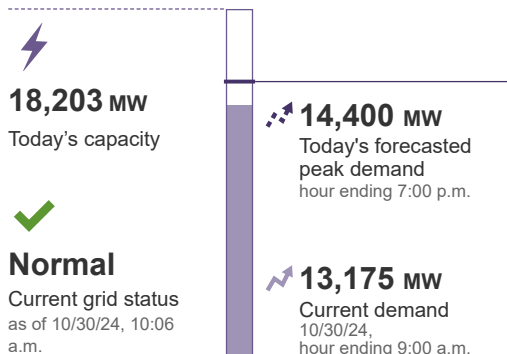 18,203 MW
Today's capacity
Normal
Current grid status
as of 10/30/24, 10:06
a.m.
14,400 MW
Today's forecasted
peak demand
hour ending 7:00 p.m.
13,175 MW
Current demand
10/30/24,
hour ending 9:00 a.m.